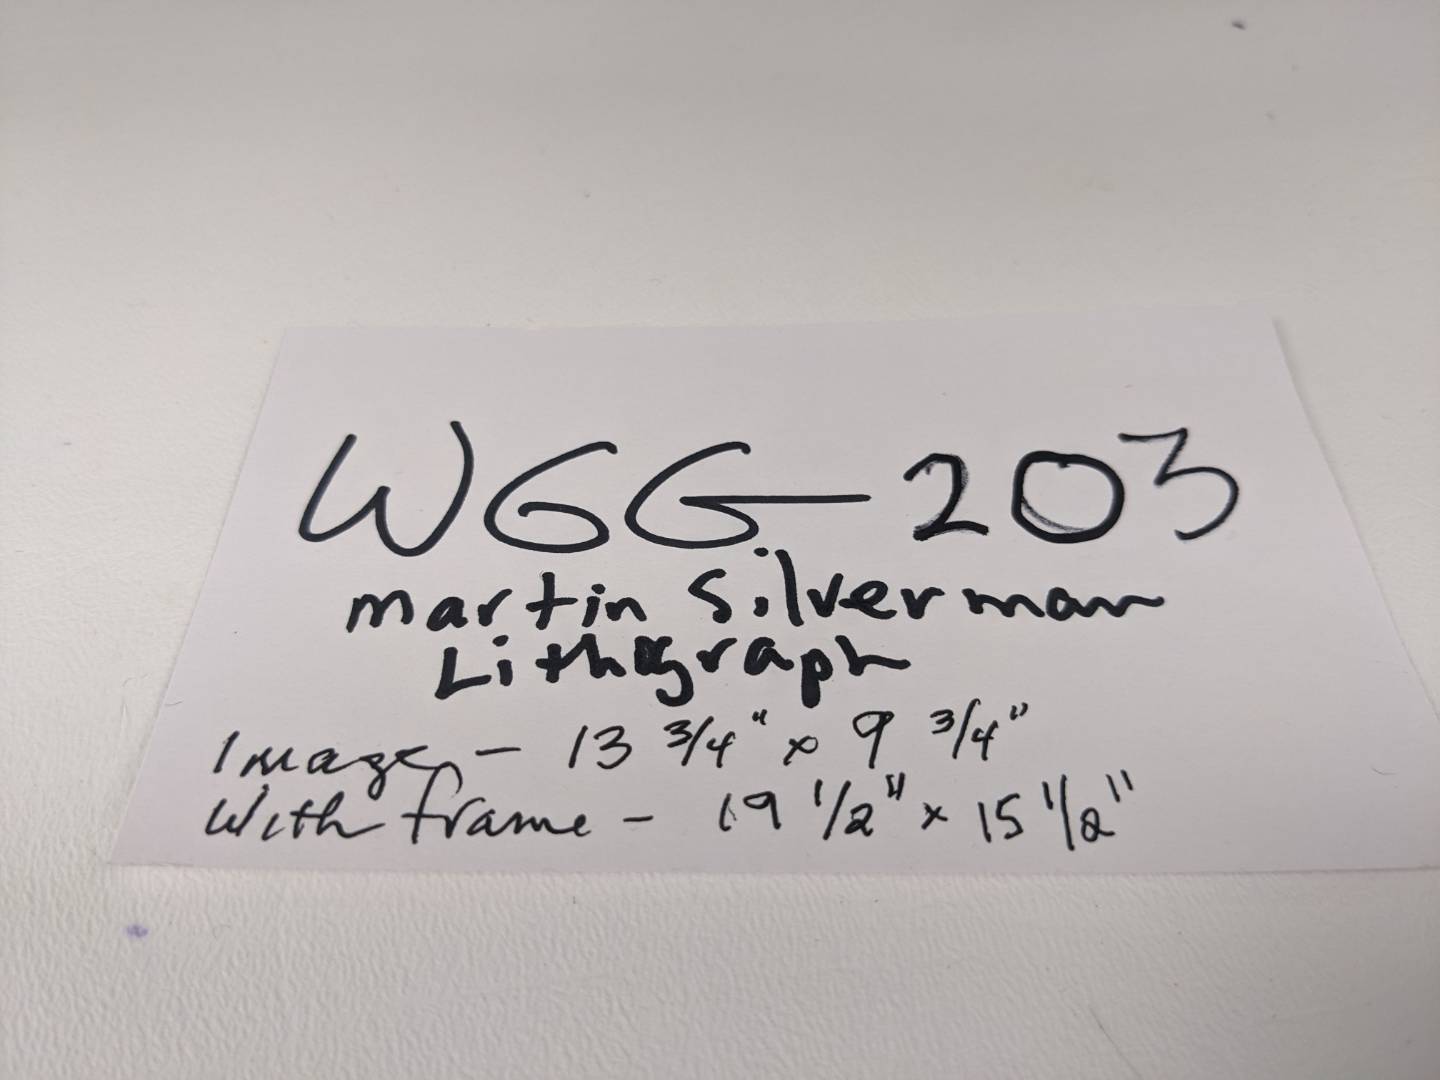 WGG-203
Martin Silverman
Lithograph
Image - 13 3/4" x 9 3/4"
With frame - 19 1/2" x 15 1/2"